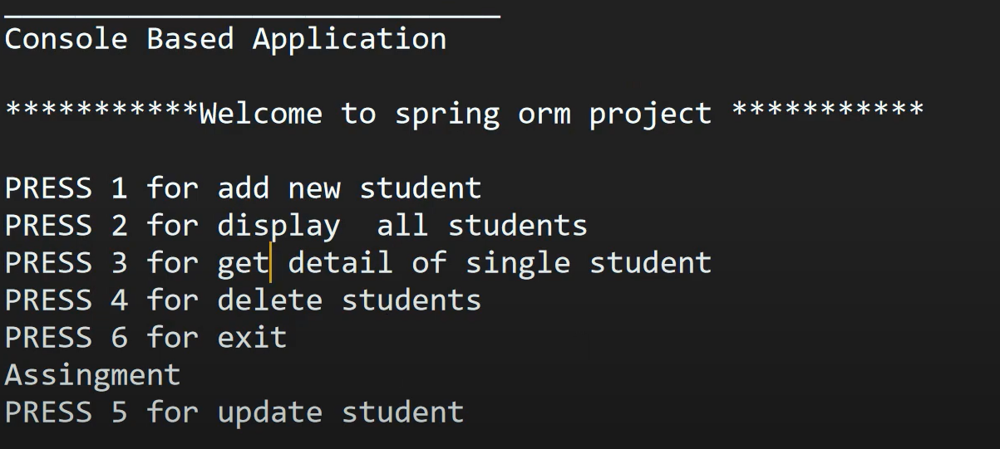 Console Based Application
***********Welcome to spring orm project ***********
PRESS 1 for add new student
PRESS 2 for display  all students
PRESS 3 for get detail of single student
PRESS 4 for delete students
PRESS 6 for exit
Assingment
PRESS 5 for update student